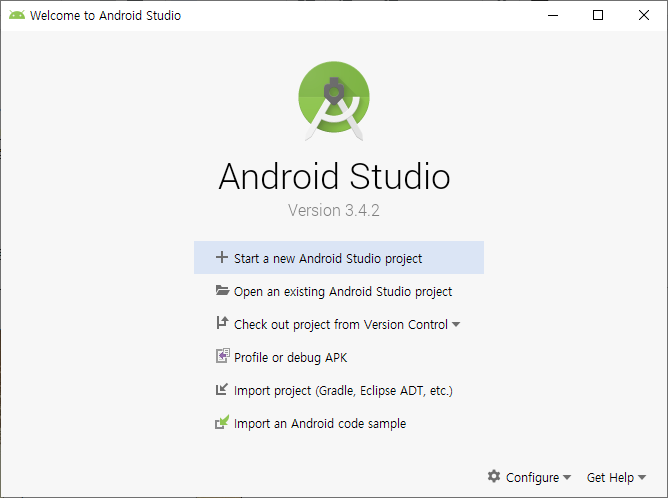 Welcome to Android Studio
Android Studio
Version 3.4.2
Start a new Android Studio project
Open an existing Android Studio project
Check out project from Version Control
Profile or debug APK
Import project (Gradle, Eclipse ADT, etc.)
Import an Android code sample
Configure Get Help